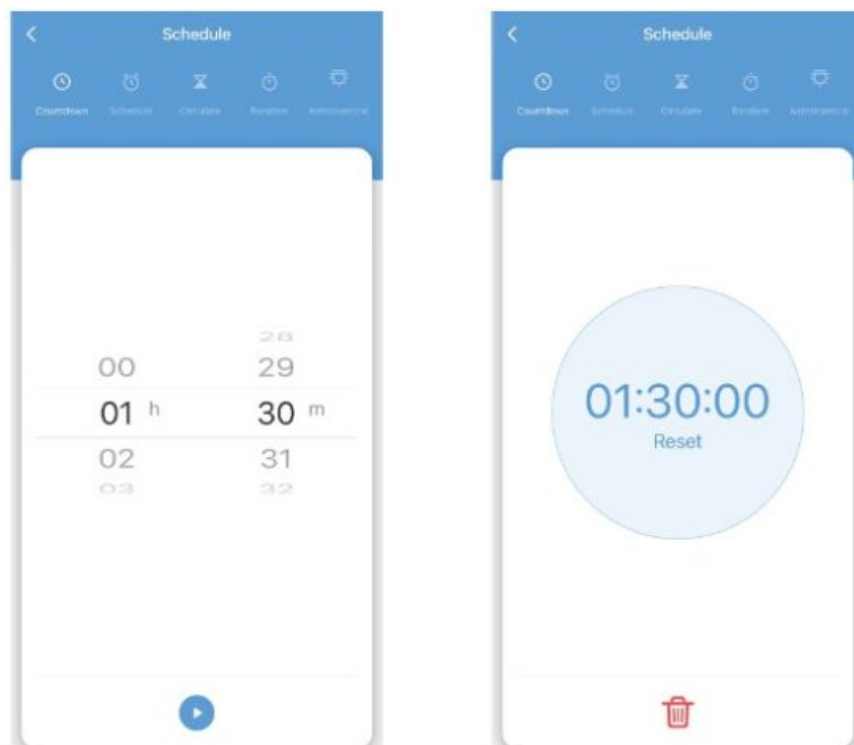 Schedule
Countdown Schedule Circulate Random Astronomical
28
00 29
01 h 30 m
02 31
03 32
Schedule
Countdown Schedule Circulate Random Astronomical
01:30:00
Reset